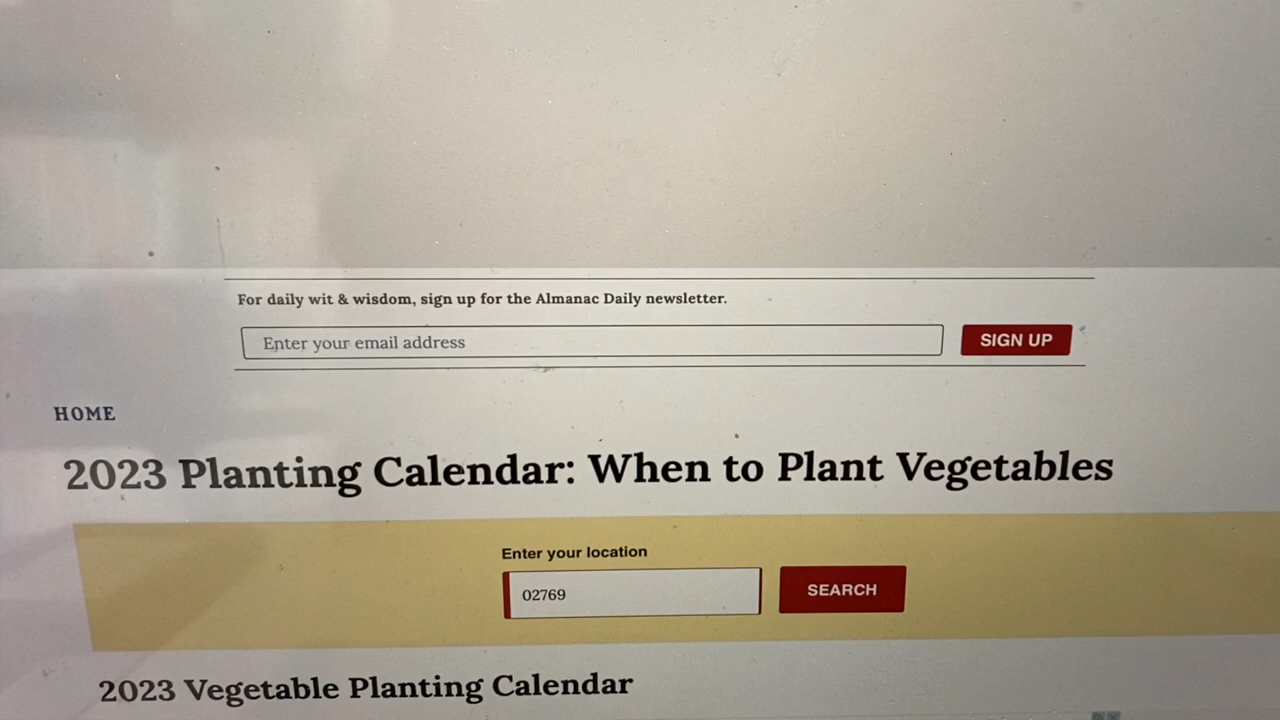 For daily wit & wisdom, sign up for the Almanac Daily newsletter.
Enter your email address
SIGN UP
HOME
2023 Planting Calendar: When to Plant Vegetables
Enter your location
02769
SEARCH
2023 Vegetable Planting Calendar